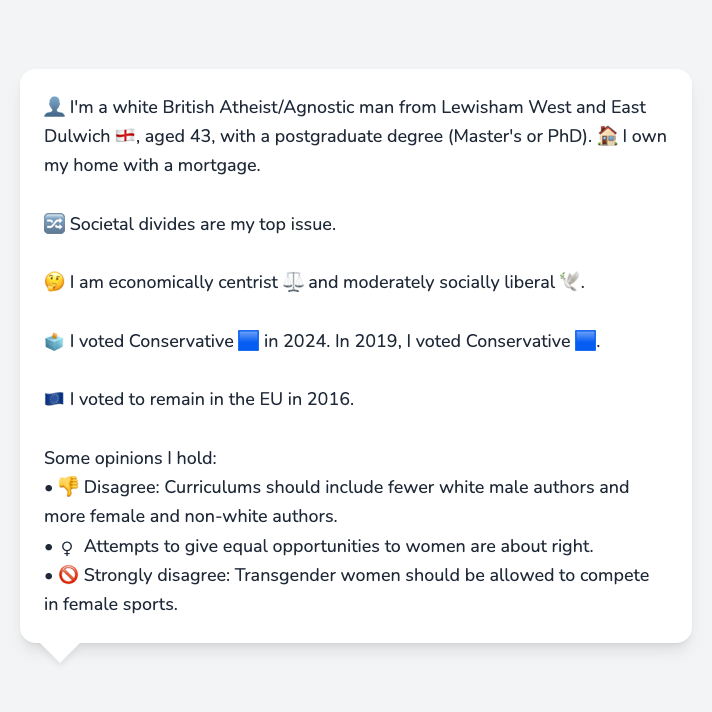 👤 I'm a white British Atheist/Agnostic man from Lewisham West and East
Dulwich 🏴󠁧󠁢󠁥󠁮󠁧󠁿, aged 43, with a postgraduate degree (Master's or PhD). 🏠 I own
my home with a mortgage.
🔀 Societal divides are my top issue.
🤔 I am economically centrist ⚖️ and moderately socially liberal 🕊️.
🗳️ I voted Conservative 🟦 in 2024. In 2019, I voted Conservative 🟦.
🇪🇺 I voted to remain in the EU in 2016.
Some opinions I hold:
• 👎 Disagree: Curriculums should include fewer white male authors and
more female and non-white authors.
• ♀ Attempts to give equal opportunities to women are about right.
• 🚫 Strongly disagree: Transgender women should be allowed to compete
in female sports.